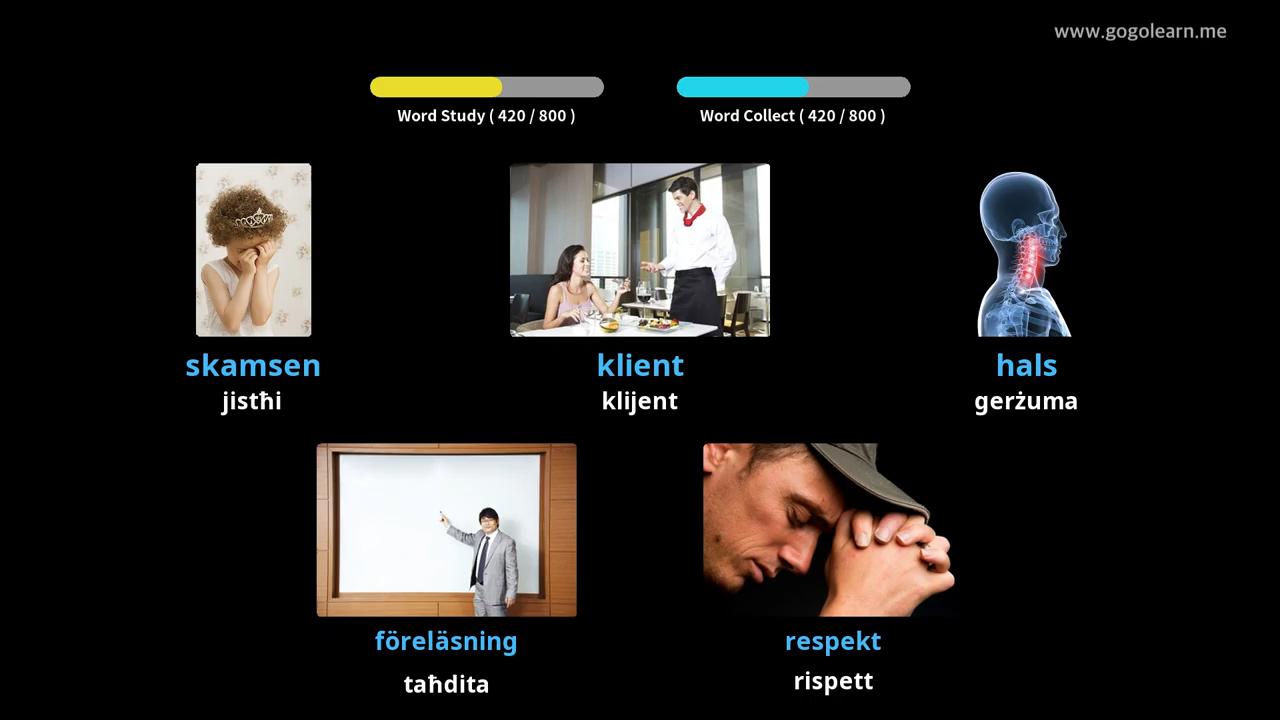 www.gogolearn.me
Word Study ( 420 / 800 )
Word Collect ( 420 / 800 )
skamsen
jistħi
klient
klijent
hals
gerżuma
föreläsning
taħdita
respekt
rispett